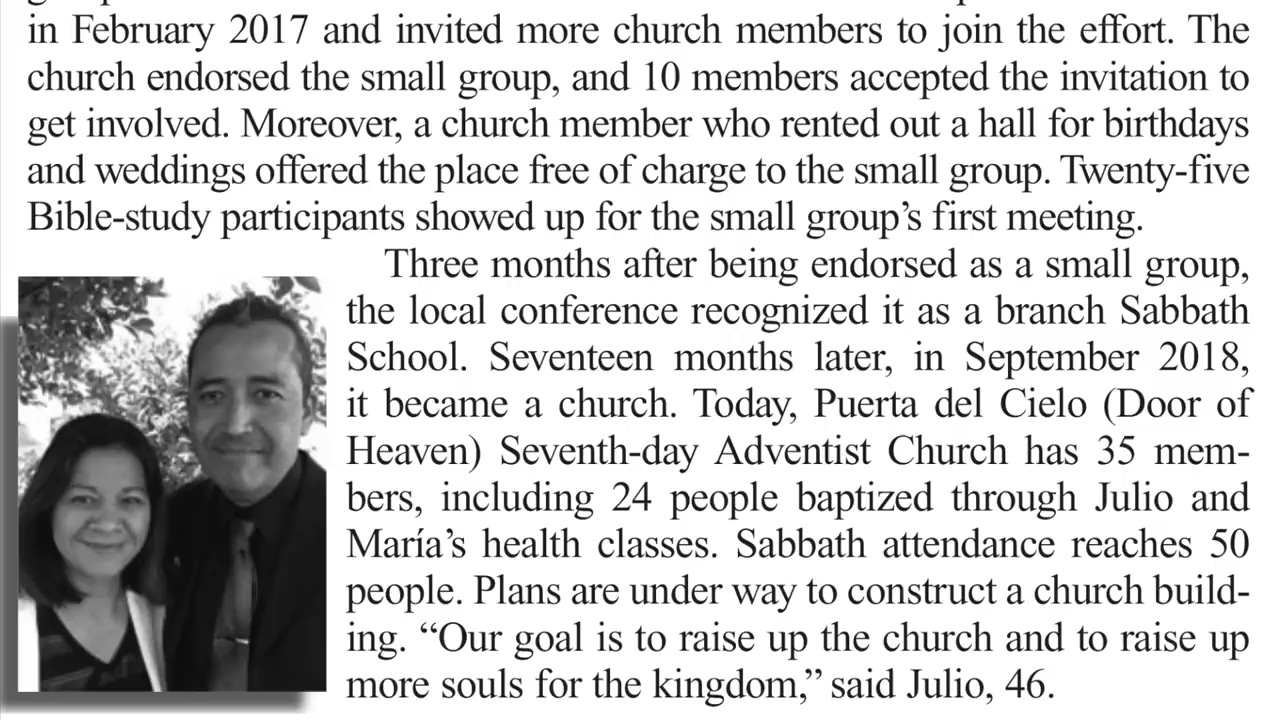 in February 2017 and invited more church members to join the effort. The
church endorsed the small group, and 10 members accepted the invitation to
get involved. Moreover, a church member who rented out a hall for birthdays
and weddings offered the place free of charge to the small group. Twenty-five
Bible-study participants showed up for the small group’s first meeting.
Three months after being endorsed as a small group,
the local conference recognized it as a branch Sabbath
School. Seventeen months later, in September 2018,
it became a church. Today, Puerta del Cielo (Door of
Heaven) Seventh-day Adventist Church has 35 mem-
bers, including 24 people baptized through Julio and
María’s health classes. Sabbath attendance reaches 50
people. Plans are under way to construct a church build-
ing. “Our goal is to raise up the church and to raise up
more souls for the kingdom,” said Julio, 46.